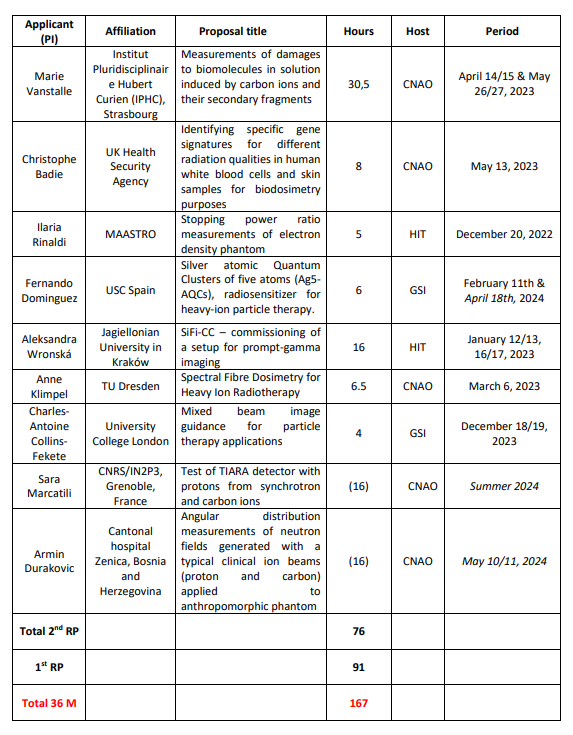 Applicant (PI) Affiliation Proposal title Hours Host Period
Marie Vanstalle
Institut
Pluridisciplinair
e Hubert
Curien (IPHC),
Strasbourg
Measurements of damages
to biomolecules in solution
induced by carbon ions and
their secondary fragments
30,5
CNAO
April 14/15 & May
26/27, 2023
Christophe
Badie
UK Health
Security
Agency
Identifying specific gene
signatures for different
radiation qualities in human
white blood cells and skin
samples for biodosimetry
purposes
8
CNAO
May 13, 2023
Ilaria
Rinaldi
MAASTRO
Stopping power ratio
measurements of electron
density phantom
5
HIT
December 20, 2022
Fernando
Dominguez
USC Spain
Silver atomic Quantum
Clusters of five atoms (Ag5-
AQCs), radiosensitizer for
heavy-ion particle therapy.
6
GSI
February 11th &
April 18th, 2024
Aleksandra
Wronská
Jagiellonian
University in
Kraków
SiFi-CC – commissioning of
a setup for prompt-gamma
imaging
16
HIT
January 12/13,
16/17, 2023
Anne
Klimpel
TU Dresden
Spectral Fibre Dosimetry for
Heavy Ion Radiotherapy
6.5
CNAO
March 6, 2023
Charles-
Antoine
Collins-
Fekete
University
College London
Mixed beam image
guidance for particle
therapy applications
4
GSI
December 18/19,
2023
Sara
Marcatili
CNRS/IN2P3,
Grenoble,
France
Test of TIARA detector with
protons from synchrotron
and carbon ions
(16)
CNAO
Summer 2024
Armin
Durakovic
Cantonal
hospital
Zenica, Bosnia
and
Herzegovina
Angular distribution
measurements of neutron
fields generated with a
typical clinical ion beams
(proton and carbon)
applied to
anthropomorphic phantom
(16)
CNAO
May 10/11, 2024
Total 2nd RP 76
1st RP 91
Total 36 M 167